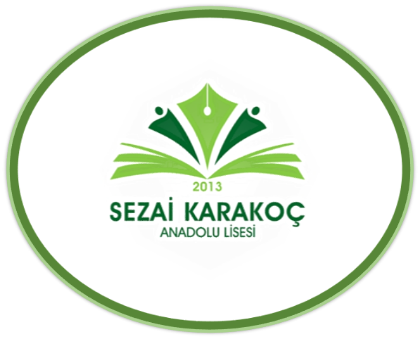 2013
SEZAİ KARAKOÇ
ANADOLU LİSESİ